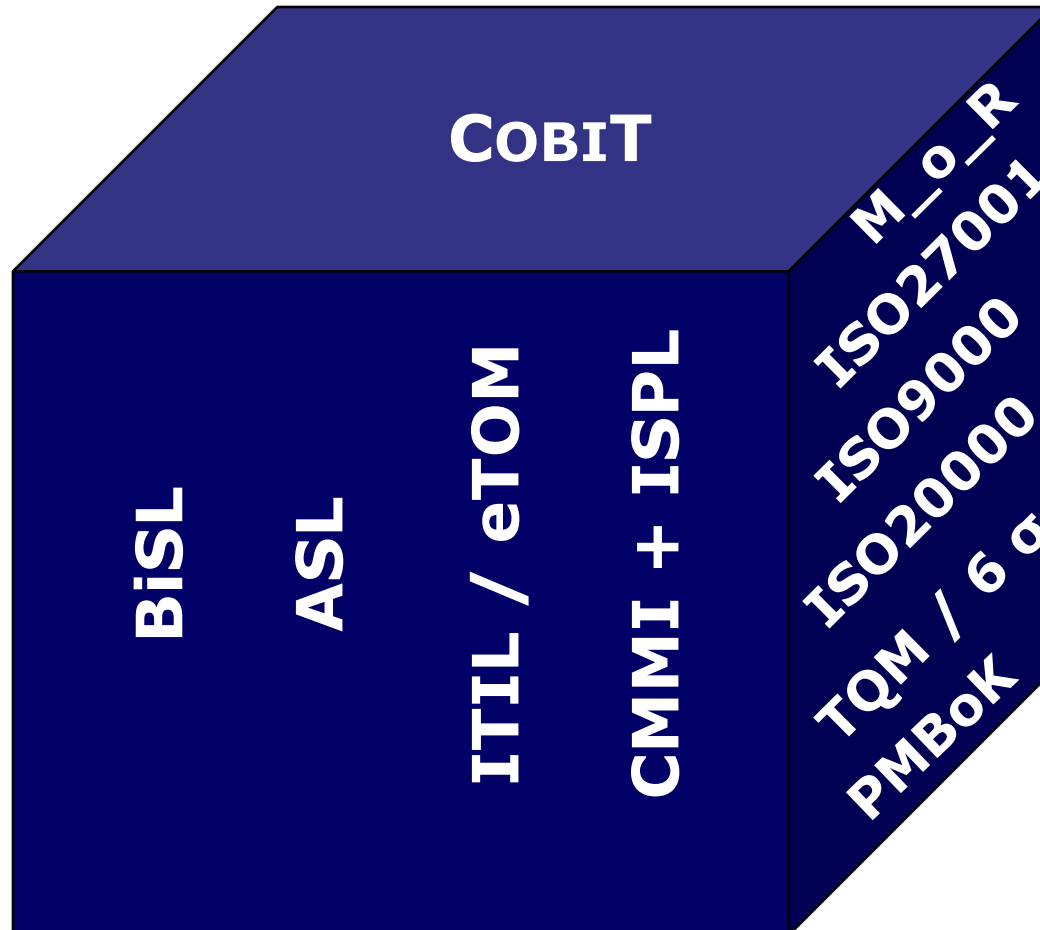 COBIT
BiSL
ASL
ITIL / eTOM
CMMI + ISPL
M_o_R
ISO27001
ISO9000
ISO20000
TQM / 6 σ
PMBoK